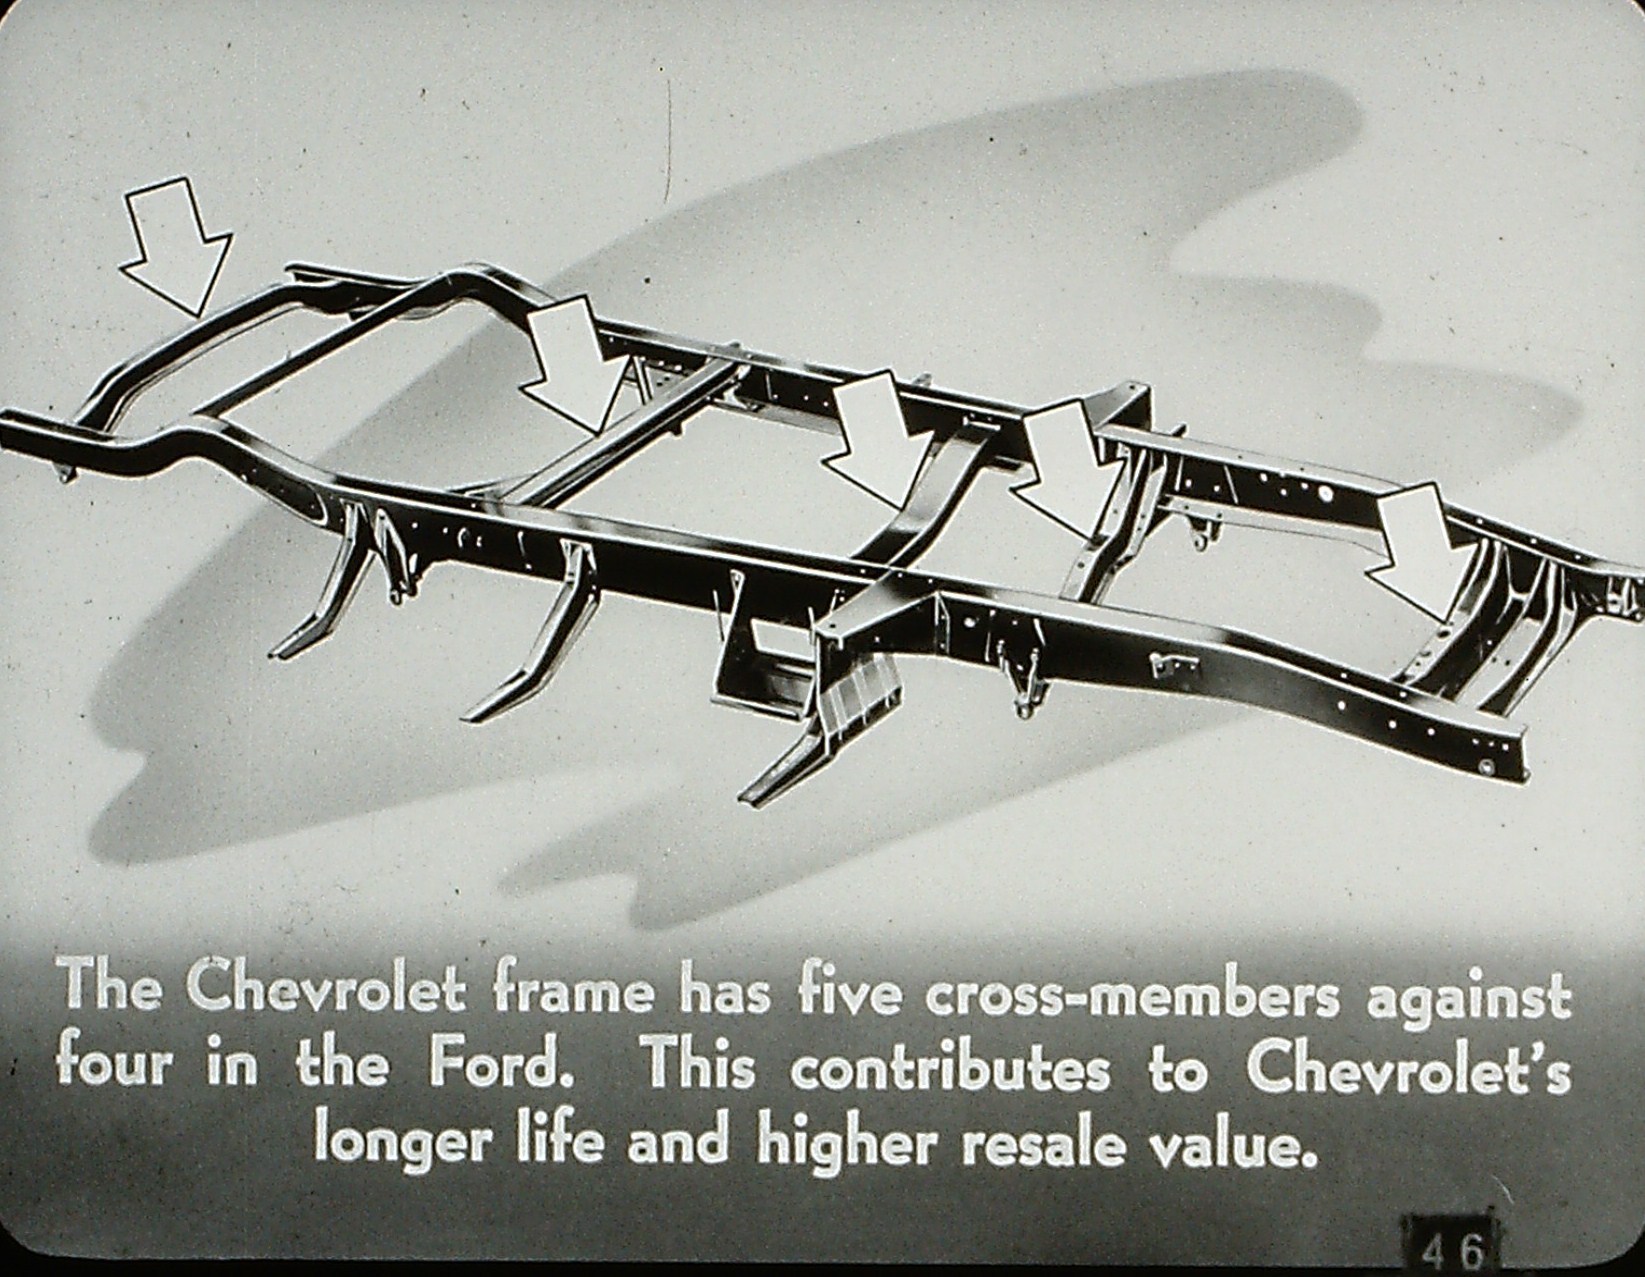 The Chevrolet frame has five cross-members against
four in the Ford. This contributes to Chevrolet's
longer life and higher resale value.
46